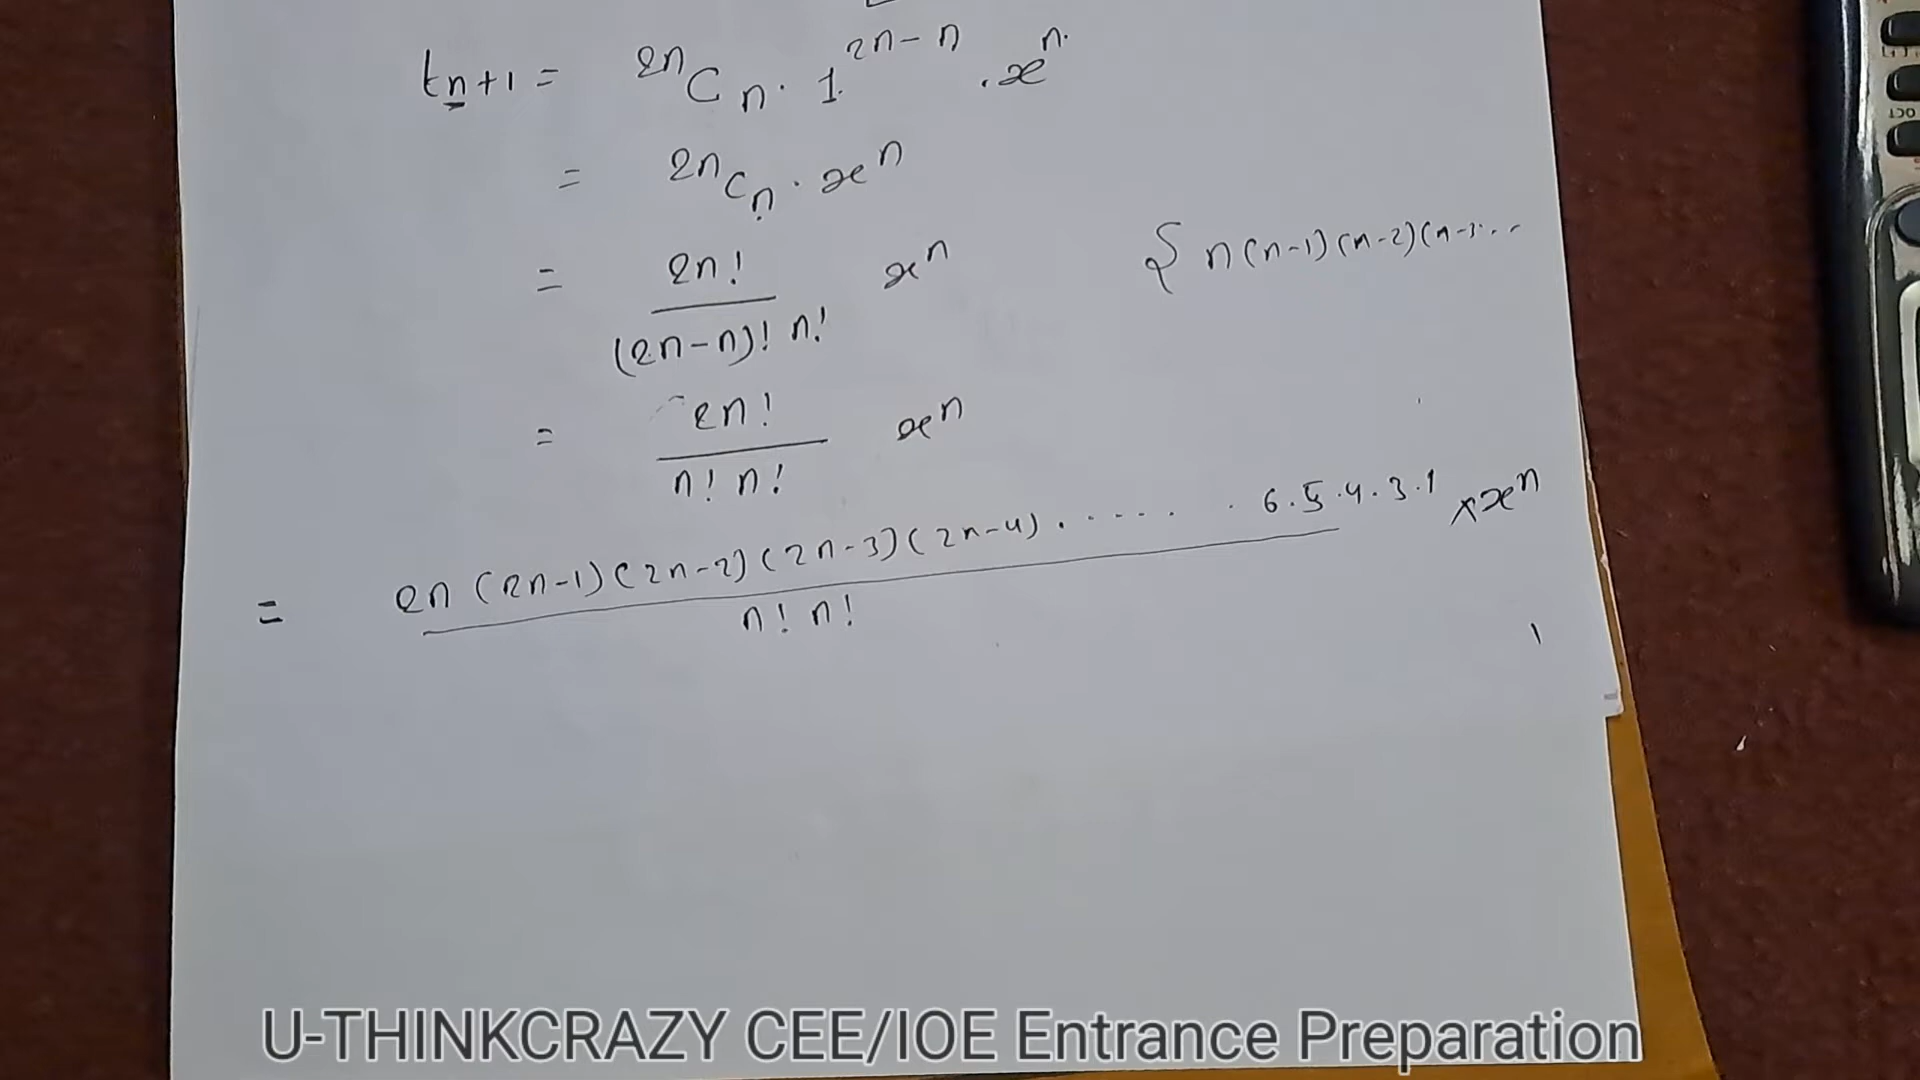 tn+1 = 2nCn . 1^2n-n . x^n.
= 2nCn . x^n
= 2n! / (2n-n)! n! x^n { n(n-1)(n-2)(n-3...
= 2n! / n! n! x^n
= 2n (2n-1)(2n-2)(2n-3)(2n-4) . ..... . 6.5.4.3.1 / n! n! × x^n
U-THINKCRAZY CEE/IOE Entrance Preparation